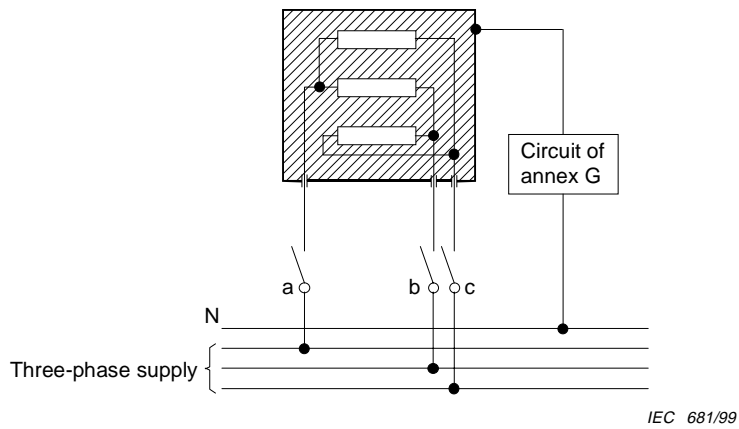 Circuit of
annex G
a
b
c
N
Three-phase supply
IEC 681/99